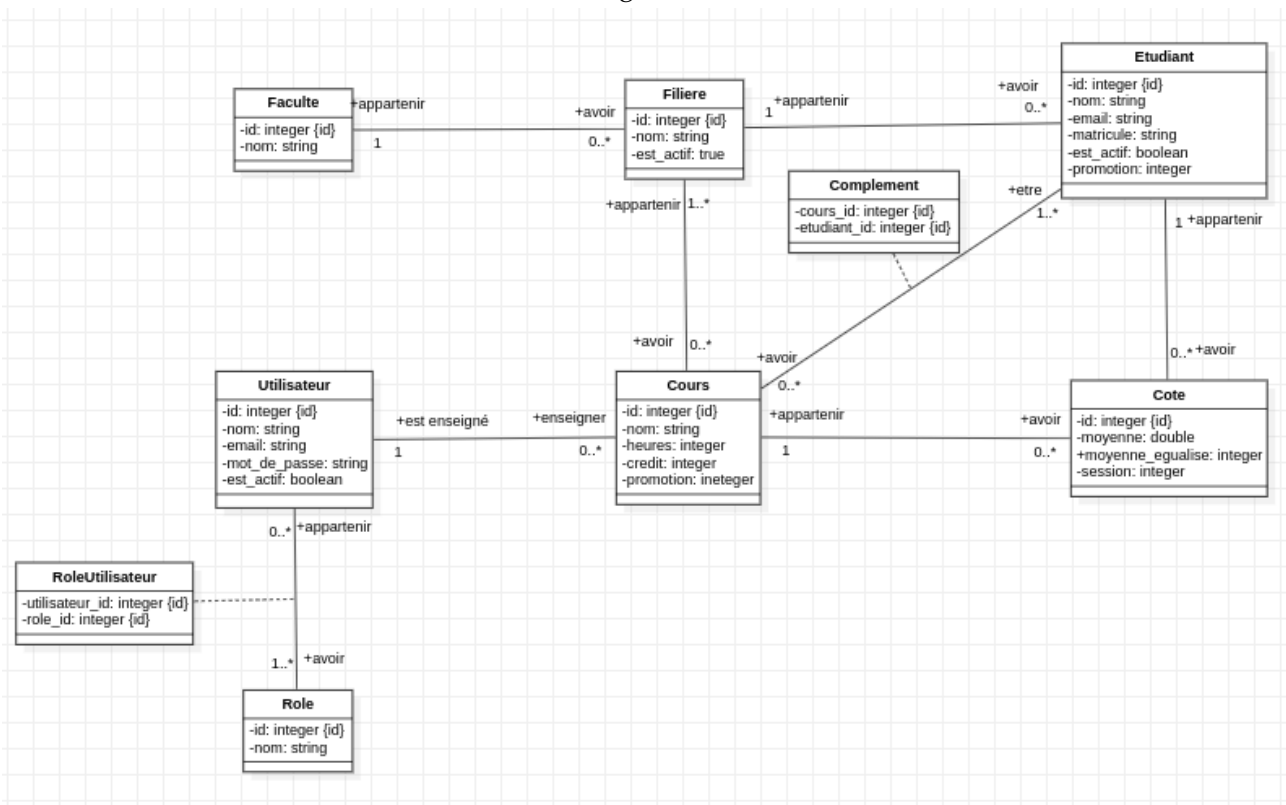 Faculte
-id: integer {id}
-nom: string
+appartenir
1
+avoir
0..*
Filiere
-id: integer {id}
-nom: string
-est_actif: true
1
+appartenir
+avoir
0..*
Etudiant
-id: integer {id}
-nom: string
-email: string
-matricule: string
-est_actif: boolean
-promotion: integer
Complement
-cours_id: integer {id}
-etudiant_id: integer {id}
+etre
1..*
+appartenir
1..*
1
+appartenir
+avoir
0..*
+avoir
0..*
0..*
+avoir
Utilisateur
-id: integer {id}
-nom: string
-email: string
-mot_de_passe: string
-est_actif: boolean
+est enseigné
1
+enseigner
0..*
Cours
-id: integer {id}
-nom: string
-heures: integer
-credit: integer
-promotion: ineteger
+appartenir
1
+avoir
0..*
Cote
-id: integer {id}
-moyenne: double
+moyenne_egualise: integer
-session: integer
0..*
+appartenir
RoleUtilisateur
-utilisateur_id: integer {id}
-role_id: integer {id}
1..*
+avoir
Role
-id: integer {id}
-nom: string